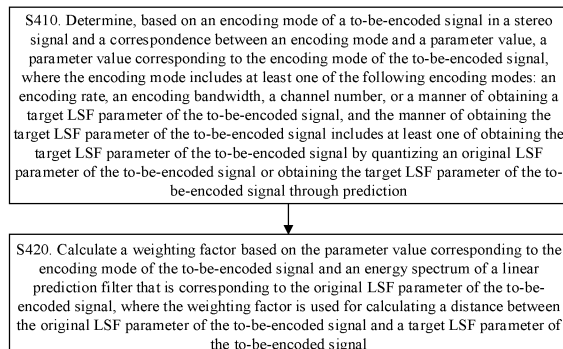 S410. Determine, based on an encoding mode of a to-be-encoded signal in a stereo
signal and a correspondence between an encoding mode and a parameter value, a
parameter value corresponding to the encoding mode of the to-be-encoded signal,
where the encoding mode includes at least one of the following encoding modes: an
encoding rate, an encoding bandwidth, a channel number, or a manner of obtaining a
target LSF parameter of the to-be-encoded signal, and the manner of obtaining the
target LSF parameter of the to-be-encoded signal includes at least one of obtaining the
target LSF parameter of the to-be-encoded signal by quantizing an original LSF
parameter of the to-be-encoded signal or obtaining the target LSF parameter of the to-
be-encoded signal through prediction
S420. Calculate a weighting factor based on the parameter value corresponding to the
encoding mode of the to-be-encoded signal and an energy spectrum of a linear
prediction filter that is corresponding to the original LSF parameter of the to-be-
encoded signal, where the weighting factor is used for calculating a distance between
the original LSF parameter of the to-be-encoded signal and a target LSF parameter of
the to-be-encoded signal